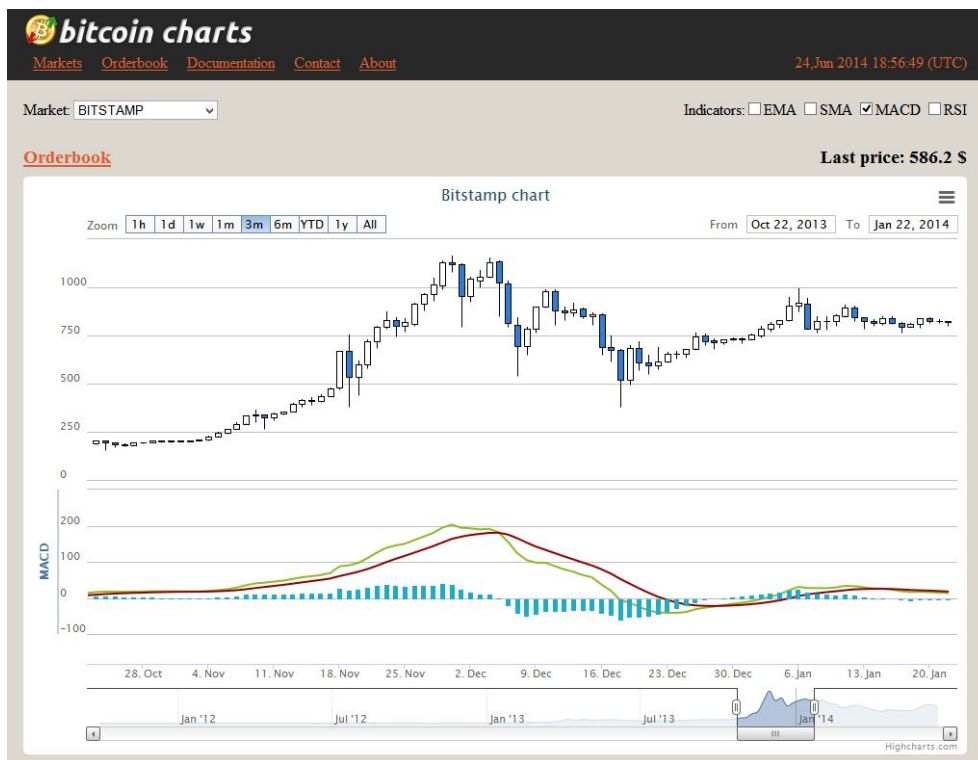 bitcoin charts
Markets Orderbook Documentation Contact About 24,Jun 2014 18:56:49 (UTC)
Market: BITSTAMP Indicators: EMA SMA MACD RSI
Orderbook Last price: 586.2 $
Bitstamp chart
Zoom 1h 1d 1w 1m 3m 6m YTD 1y All From Oct 22, 2013 To Jan 22, 2014
1000
750
500
250
0
MACD
200
100
0
-100
28. Oct 4. Nov 11. Nov 18. Nov 25. Nov 2. Dec 9. Dec 16. Dec 23. Dec 30. Dec 6. Jan 13. Jan 20. Jan
Jan '12 Jul '12 Jan '13 Jul '13 Jan '14
Highcharts.com